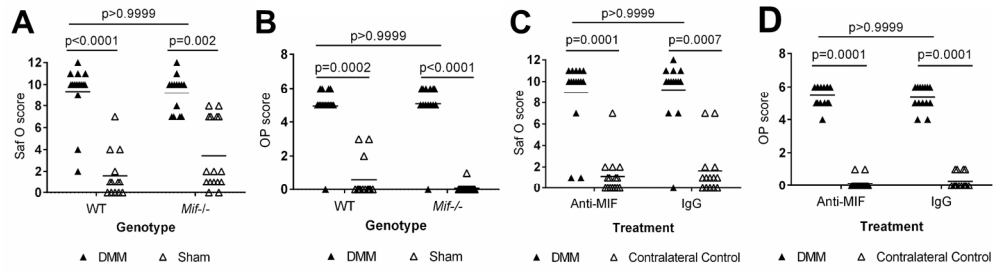 A
p>0.9999
p<0.0001
p=0.002
Saf O score
12
10
8
6
4
2
0
WT
Mif-/-
Genotype
▲ DMM △ Sham
B
p>0.9999
p=0.0002
p<0.0001
OP score
6
4
2
0
WT
Mif-/-
Genotype
▲ DMM △ Sham
C
p>0.9999
p=0.0001
p=0.0007
Saf O score
12
10
8
6
4
2
0
Anti-MIF
IgG
Treatment
▲ DMM △ Contralateral Control
D
p>0.9999
p=0.0001
p=0.0001
OP score
8
6
4
2
0
Anti-MIF
IgG
Treatment
▲ DMM △ Contralateral Control